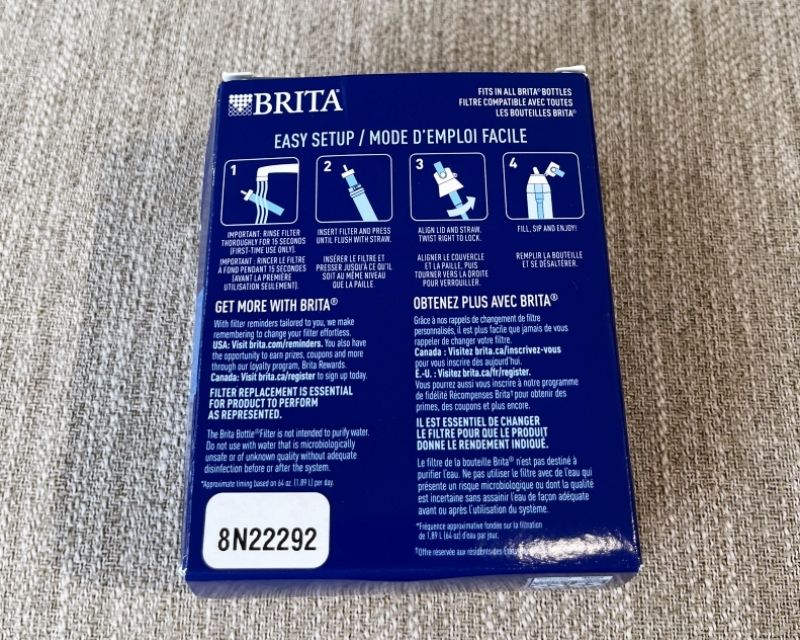 BRITA®
FITS IN ALL BRITA® BOTTLES
FILTRE COMPATIBLE AVEC TOUTES
LES BOUTEILLES BRITA®
EASY SETUP / MODE D'EMPLOI FACILE
1
IMPORTANT: RINSE FILTER
THOROUGHLY FOR 15 SECONDS
(FIRST-TIME USE ONLY).
IMPORTANT : RINCER LE FILTRE
À FOND PENDANT 15 SECONDES
(AVANT LA PREMIÈRE
UTILISATION SEULEMENT).
2
INSERT FILTER AND PRESS
UNTIL FLUSH WITH STRAW.
INSÉRER LE FILTRE ET
PRESSER JUSQU'À CE QU'IL
SOIT AU MÊME NIVEAU
QUE LA PAILLE.
3
ALIGN LID AND STRAW.
TWIST RIGHT TO LOCK.
ALIGNER LE COUVERCLE
ET LA PAILLE, PUIS
TOURNER VERS LA DROITE
POUR VERROUILLER.
4
FILL, SIP AND ENJOY!
REMPLIR LA BOUTEILLE
ET SE DÉSALTÉRER.
GET MORE WITH BRITA®
With filter reminders tailored to you, we make
remembering to change your filter effortless.
USA: Visit brita.com/reminders. You also have
the opportunity to earn prizes, coupons and more
through our loyalty program, Brita Rewards.
Canada: Visit brita.ca/register to sign up today.
FILTER REPLACEMENT IS ESSENTIAL
FOR PRODUCT TO PERFORM
AS REPRESENTED.
The Brita Bottle® Filter is not intended to purify water.
Do not use with water that is microbiologically
unsafe or of unknown quality without adequate
disinfection before or after the system.
*Approximate timing based on 64 oz (1.89 L) per day.
8N22292
OBTENEZ PLUS AVEC BRITA®
Grâce à nos rappels de changement de filtre
personnalisés, il est plus facile que jamais de vous
rappeler de changer votre filtre.
Canada : Visitez brita.ca/inscrivez-vous
pour vous inscrire dès aujourd'hui.
É.-U. : Visitez brita.ca/fr/register.
Vous pourrez aussi vous inscrire à notre programme
de fidélité Récompenses Brita† pour obtenir des
primes, des coupons et plus encore.
IL EST ESSENTIEL DE CHANGER
LE FILTRE POUR QUE LE PRODUIT
DONNE LE RENDEMENT INDIQUÉ.
Le filtre de la bouteille Brita® n'est pas destiné à
purifier l'eau. Ne pas utiliser le filtre avec de l'eau qui
présente un risque microbiologique ou dont la qualité
est incertaine sans assainir l'eau de façon adéquate
avant ou après l'utilisation du système.
*Fréquence approximative fondée sur la filtration
de 1,89 L (64 oz) d'eau par jour.
†Offre réservée aux résidents des